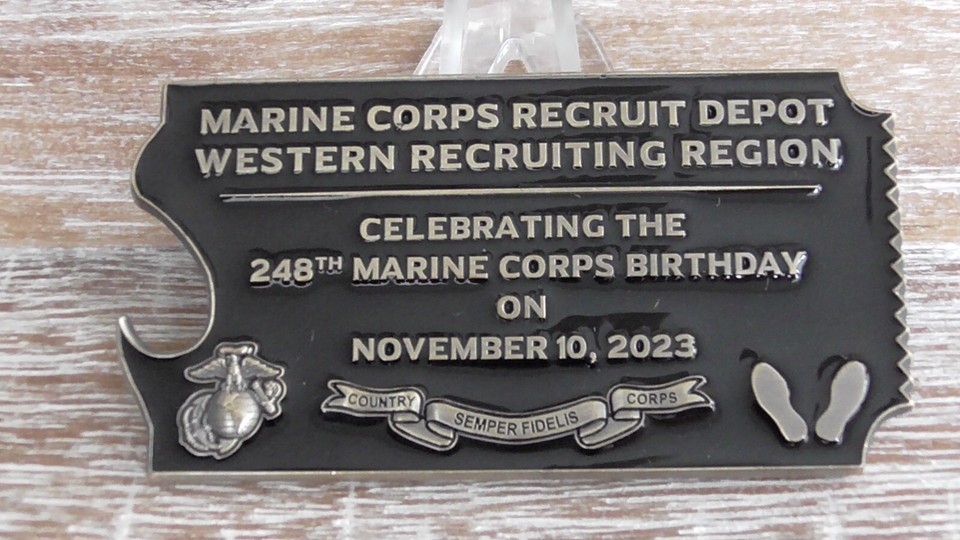 MARINE CORPS RECRUIT DEPOT
WESTERN RECRUITING REGION
CELEBRATING THE
248TH MARINE CORPS BIRTHDAY
ON
NOVEMBER 10, 2023
COUNTRY SEMPER FIDELIS CORPS